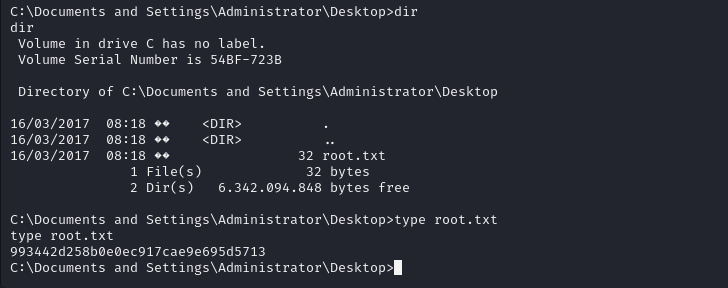 C:\Documents and Settings\Administrator\Desktop>dir
dir
 Volume in drive C has no label.
 Volume Serial Number is 54BF-723B
 Directory of C:\Documents and Settings\Administrator\Desktop
16/03/2017  08:18 ��    <DIR>          .
16/03/2017  08:18 ��    <DIR>          ..
16/03/2017  08:18 ��                32 root.txt
               1 File(s)             32 bytes
               2 Dir(s)   6.342.094.848 bytes free
C:\Documents and Settings\Administrator\Desktop>type root.txt
type root.txt
993442d258b0e0ec917cae9e695d5713
C:\Documents and Settings\Administrator\Desktop>